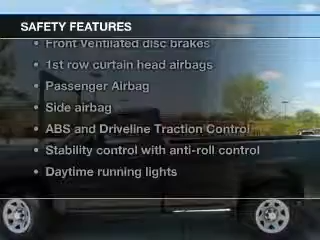 SAFETY FEATURES
• Front Ventilated disc brakes
• 1st row curtain head airbags
• Passenger Airbag
• Side airbag
• ABS and Driveline Traction Control
• Stability control with anti-roll control
• Daytime running lights